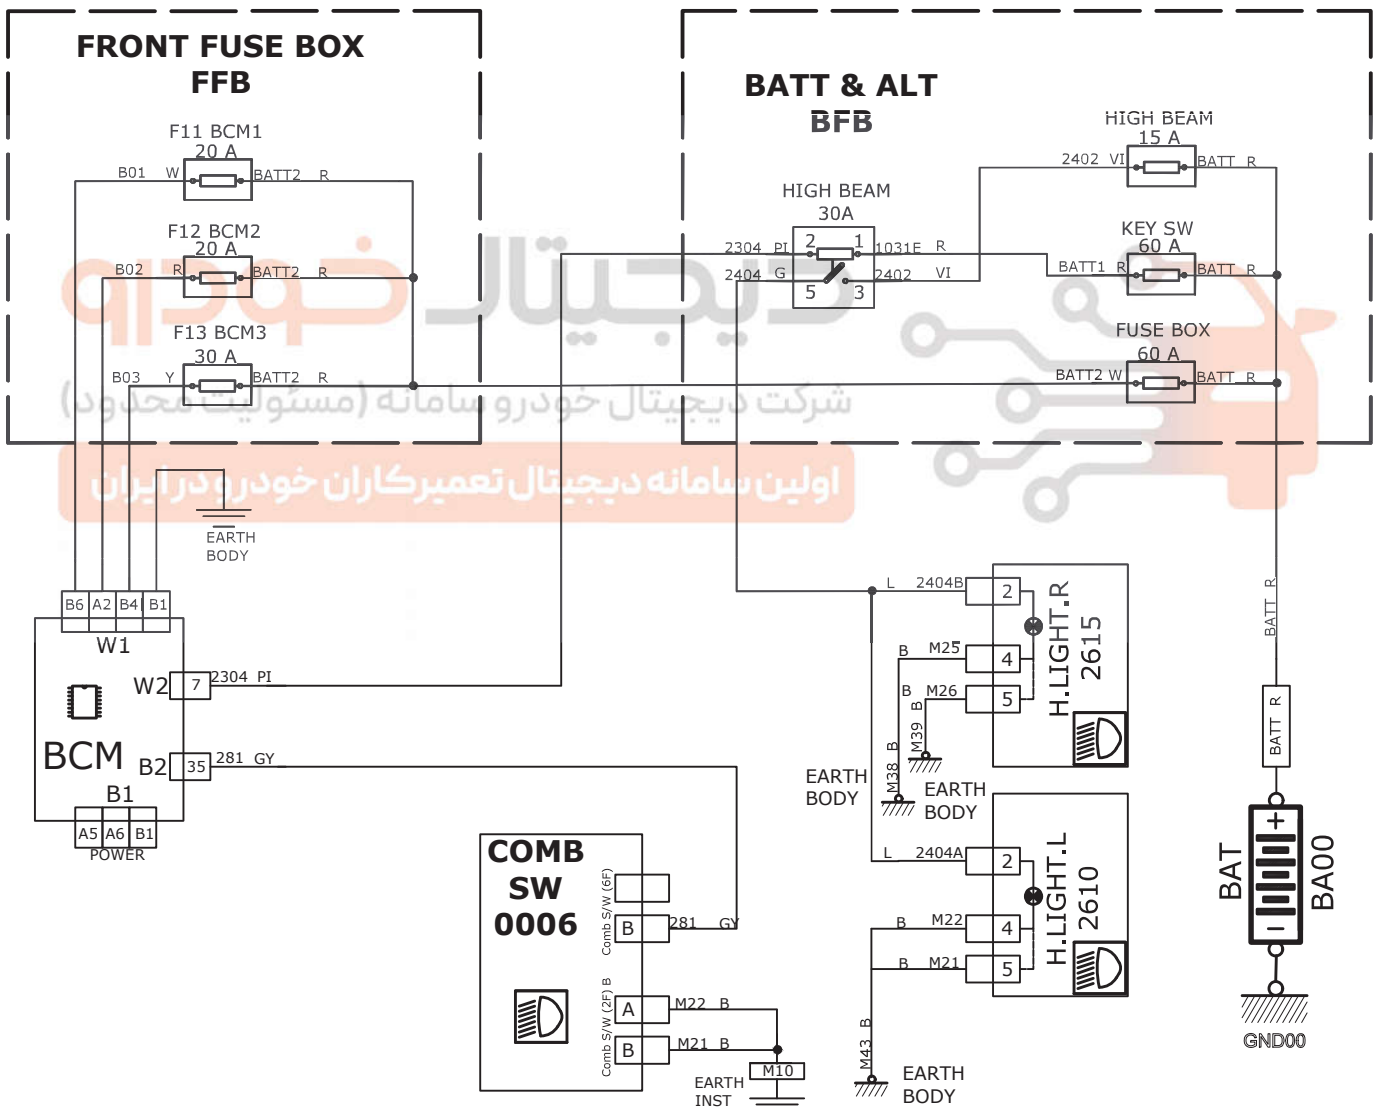 FRONT FUSE BOX
FFB
BATT & ALT
BFB
F11 BCM1
20 A
B01 W BATT2 R
F12 BCM2
20 A
B02 R BATT2 R
F13 BCM3
30 A
B03 Y BATT2 R
HIGH BEAM
15 A
2402 VI BATT R
HIGH BEAM
30A
2304 PI 2 1 1031E R
2404 G 5 3 2402 VI
KEY SW
60 A
BATT1 R BATT R
FUSE BOX
60 A
BATT2 W BATT R
دیجیتال خودرو
شرکت دیجیتال خودرو سامانه (مسئولیت محدود)
اولین سامانه دیجیتال تعمیرکاران خودرو در ایران
EARTH
BODY
B6 A2 B4 B1
W1
W2 7 2304 PI
BCM
B2 35 281 GY
B1
A5 A6 B1
POWER
L 2404B 2
B M25 4
B M26 5
H.LIGHT.R
2615
M39 B
M38 B
EARTH
BODY
EARTH
BODY
L 2404A 2
B M22 4
B M21 5
H.LIGHT.L
2610
M43 B
EARTH
BODY
COMB
SW
0006
Comb S/W (6F)
B 281 GY
Comb S/W (2F) B
A M22 B
B M21 B
M10
EARTH
INST
BATT R
BATT R
+
BAT
BA00
-
GND00